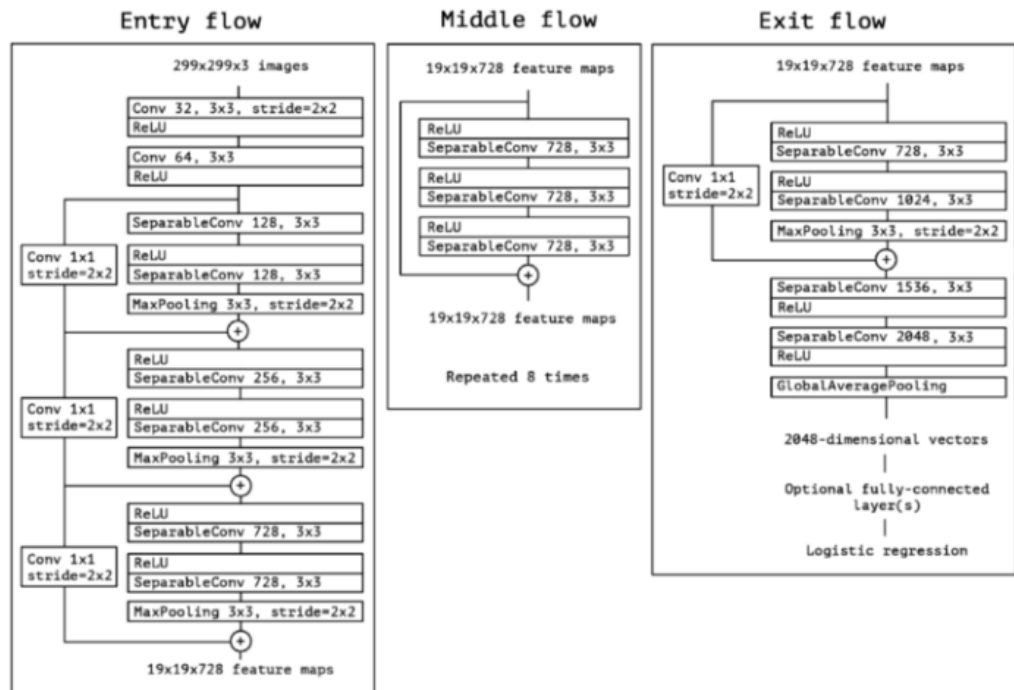 Entry flow
299x299x3 images
Conv 32, 3x3, stride=2x2
ReLU
Conv 64, 3x3
ReLU
SeparableConv 128, 3x3
Conv 1x1
stride=2x2
ReLU
SeparableConv 128, 3x3
MaxPooling 3x3, stride=2x2
+
ReLU
SeparableConv 256, 3x3
Conv 1x1
stride=2x2
ReLU
SeparableConv 256, 3x3
MaxPooling 3x3, stride=2x2
+
ReLU
SeparableConv 728, 3x3
Conv 1x1
stride=2x2
ReLU
SeparableConv 728, 3x3
MaxPooling 3x3, stride=2x2
+
19x19x728 feature maps
Middle flow
19x19x728 feature maps
ReLU
SeparableConv 728, 3x3
ReLU
SeparableConv 728, 3x3
ReLU
SeparableConv 728, 3x3
+
19x19x728 feature maps
Repeated 8 times
Exit flow
19x19x728 feature maps
ReLU
SeparableConv 728, 3x3
Conv 1x1
stride=2x2
ReLU
SeparableConv 1024, 3x3
MaxPooling 3x3, stride=2x2
+
SeparableConv 1536, 3x3
ReLU
SeparableConv 2048, 3x3
ReLU
GlobalAveragePooling
2048-dimensional vectors
Optional fully-connected
layer(s)
Logistic regression